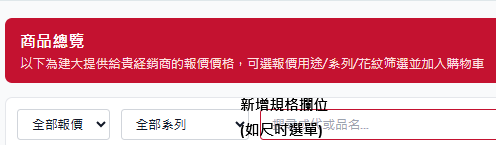 商品總覽
以下為建大提供給貴經銷商的報價價格，可選報價用途/系列/花紋篩選並加入購物車
新增規格欄位
全部報價 全部系列
(如尺吋選單)